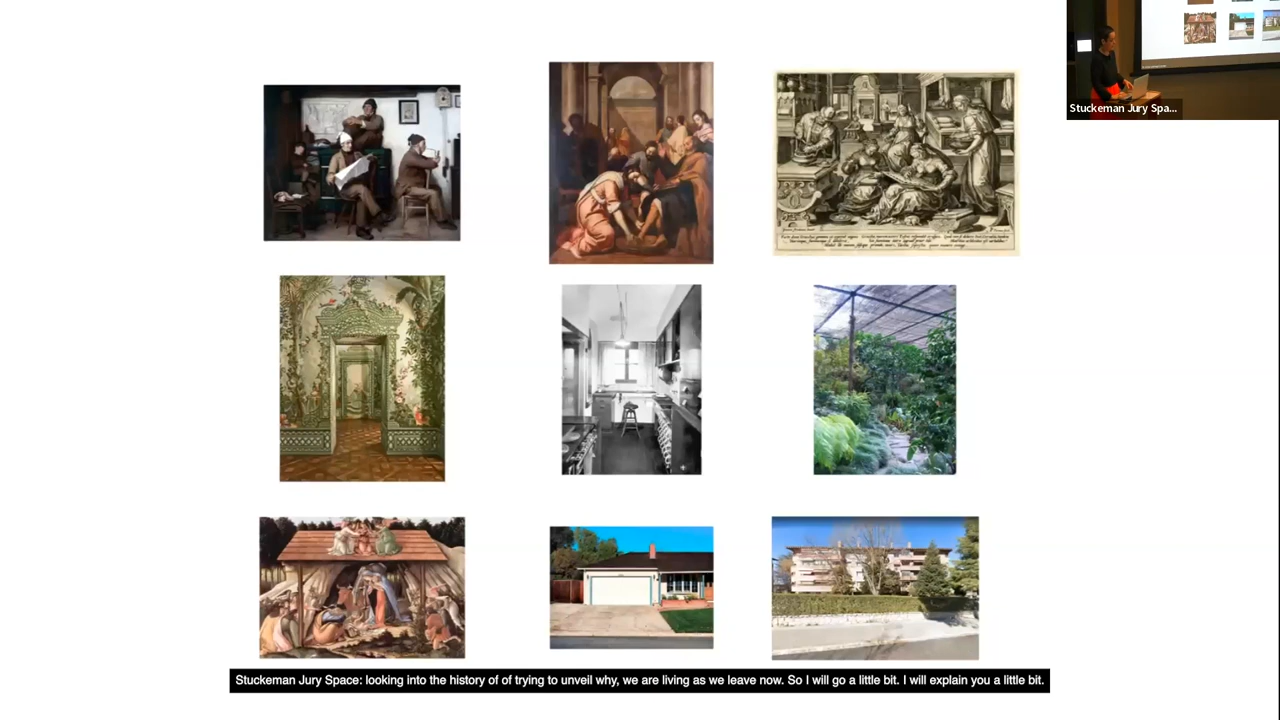 Stuckeman Jury Spa...
Stuckeman Jury Space: looking into the history of of trying to unveil why, we are living as we leave now. So I will go a little bit. I will explain you a little bit.